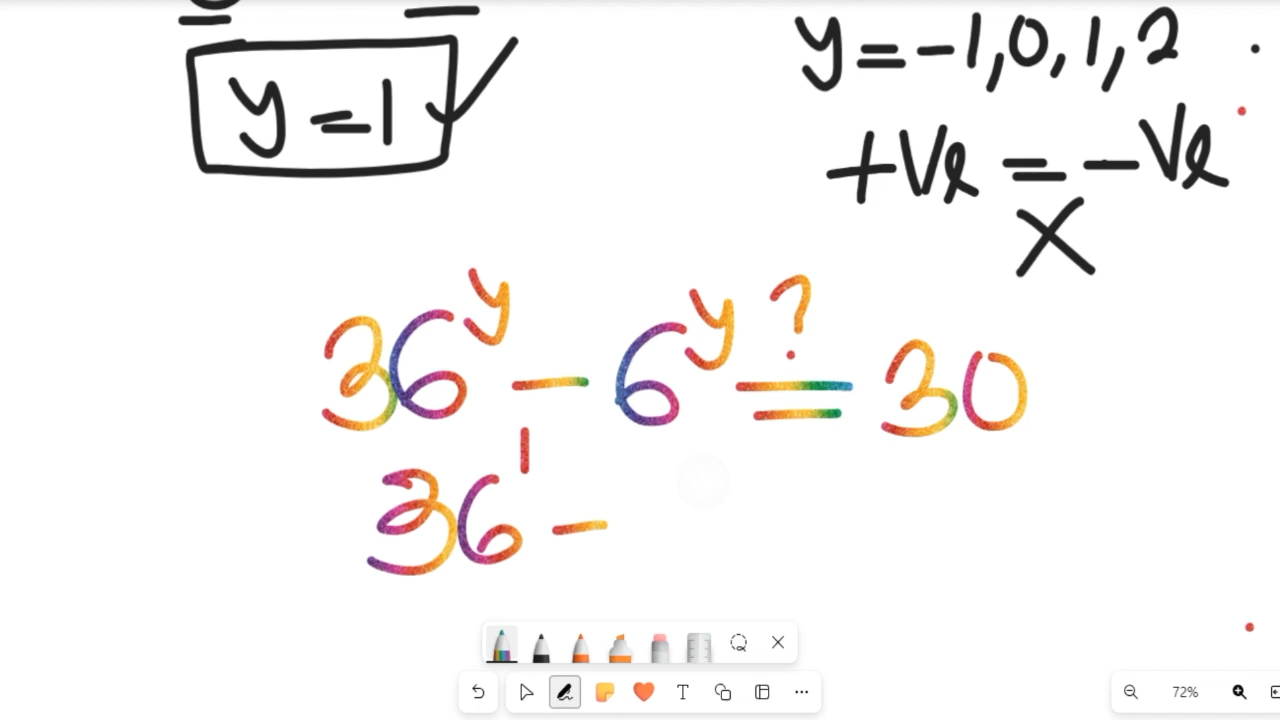 y = 1 ✓
y = -1, 0, 1, 2
+ve = -ve
x
36^y - 6^y ?= 30
36^1 -
T
72%